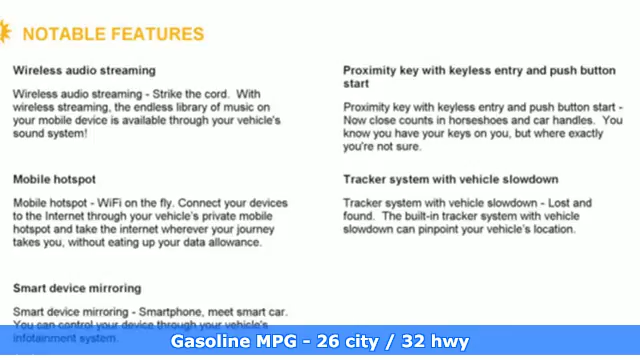 NOTABLE FEATURES
Wireless audio streaming
Wireless audio streaming - Strike the cord. With
wireless streaming, the endless library of music on
your mobile device is available through your vehicle's
sound system!
Mobile hotspot
Mobile hotspot - WiFi on the fly. Connect your devices
to the Internet through your vehicle's private mobile
hotspot and take the internet wherever your journey
takes you, without eating up your data allowance.
Smart device mirroring
Smart device mirroring - Smartphone, meet smart car.
You can control your device through your vehicle's
infotainment system.
Proximity key with keyless entry and push button
start
Proximity key with keyless entry and push button start -
Now close counts in horseshoes and car handles. You
know you have your keys on you, but where exactly
you're not sure.
Tracker system with vehicle slowdown
Tracker system with vehicle slowdown - Lost and
found. The built-in tracker system with vehicle
slowdown can pinpoint your vehicle's location.
Gasoline MPG - 26 city / 32 hwy